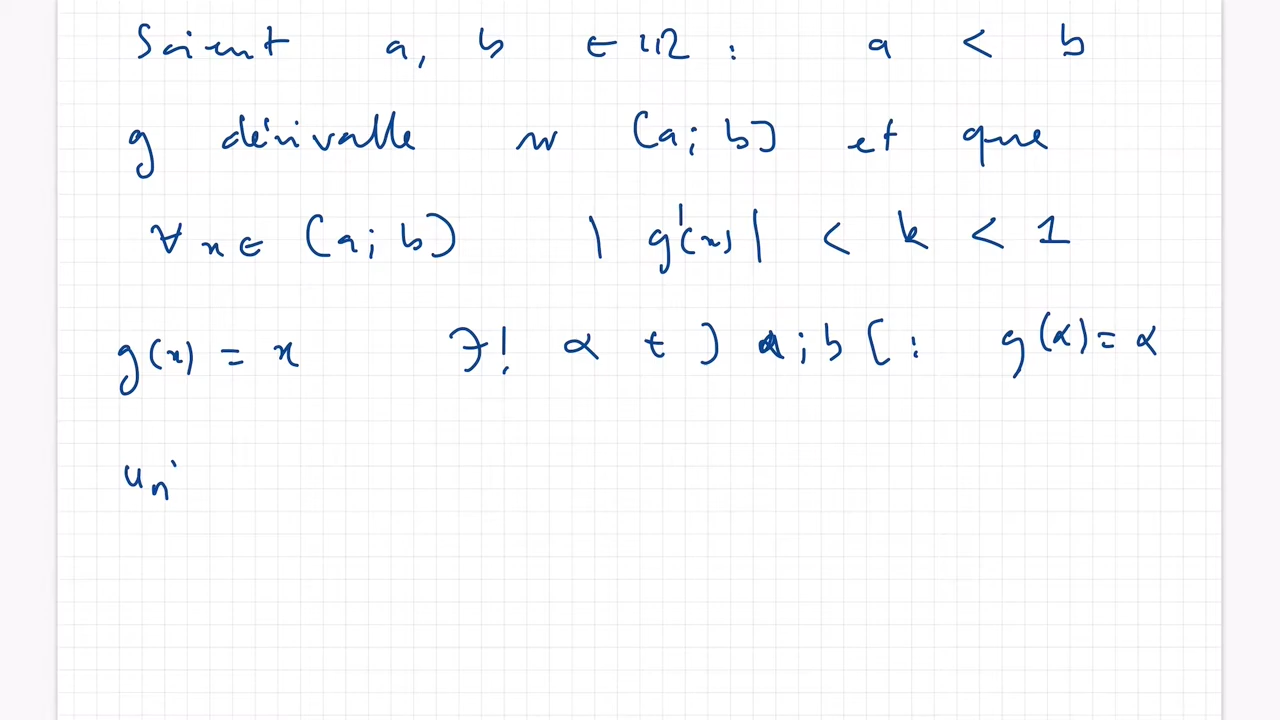 Soient a, b ∈ ℝ : a < b
g dérivable sur [a; b] et que
∀ x ∈ [a; b] | g'(x) | < k < 1
g(x) = x ∃! α ∈ ] a; b [ : g(α) = α
un